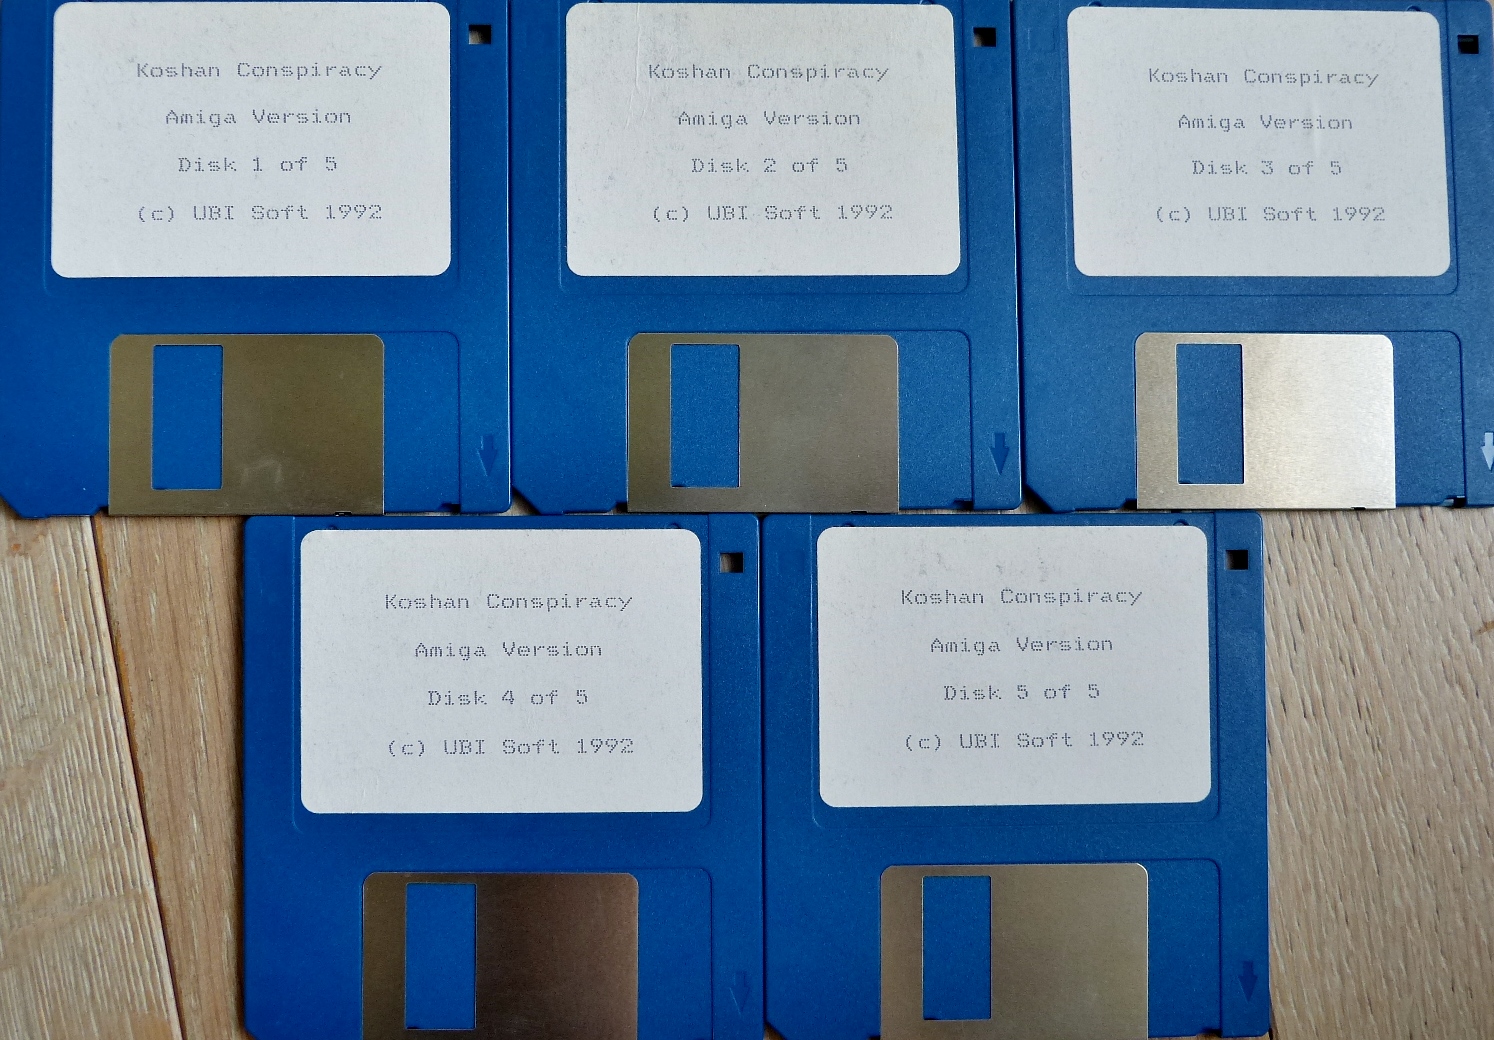 Koshan Conspiracy
Amiga Version
Disk 1 of 5
(c) UBI Soft 1992
Koshan Conspiracy
Amiga Version
Disk 2 of 5
(c) UBI Soft 1992
Koshan Conspiracy
Amiga Version
Disk 3 of 5
(c) UBI Soft 1992
Koshan Conspiracy
Amiga Version
Disk 4 of 5
(c) UBI Soft 1992
Koshan Conspiracy
Amiga Version
Disk 5 of 5
(c) UBI Soft 1992